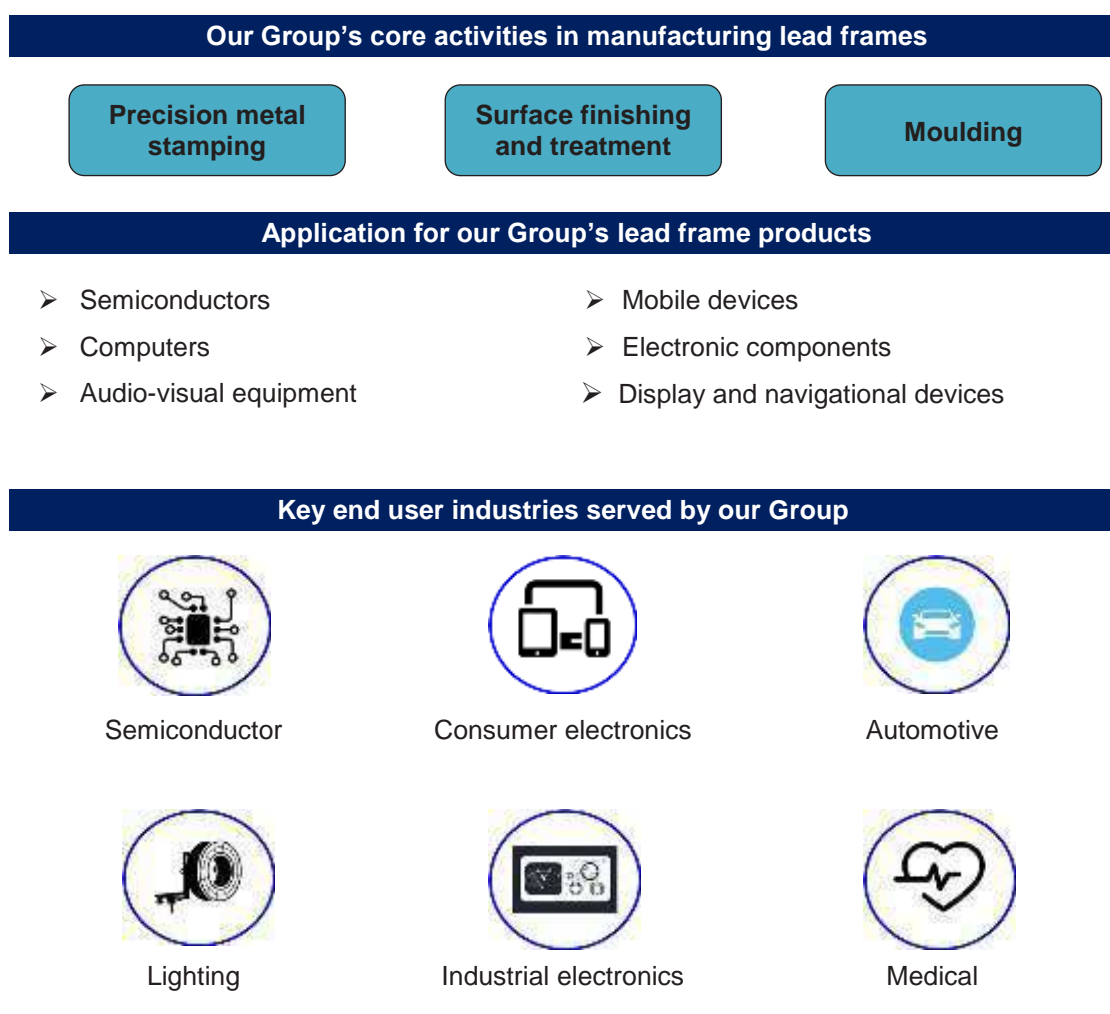 Our Group’s core activities in manufacturing lead frames
Precision metal
stamping
Surface finishing
and treatment
Moulding
Application for our Group’s lead frame products
➢ Semiconductors
➢ Computers
➢ Audio-visual equipment
➢ Mobile devices
➢ Electronic components
➢ Display and navigational devices
Key end user industries served by our Group
Semiconductor
Consumer electronics
Automotive
Lighting
Industrial electronics
Medical